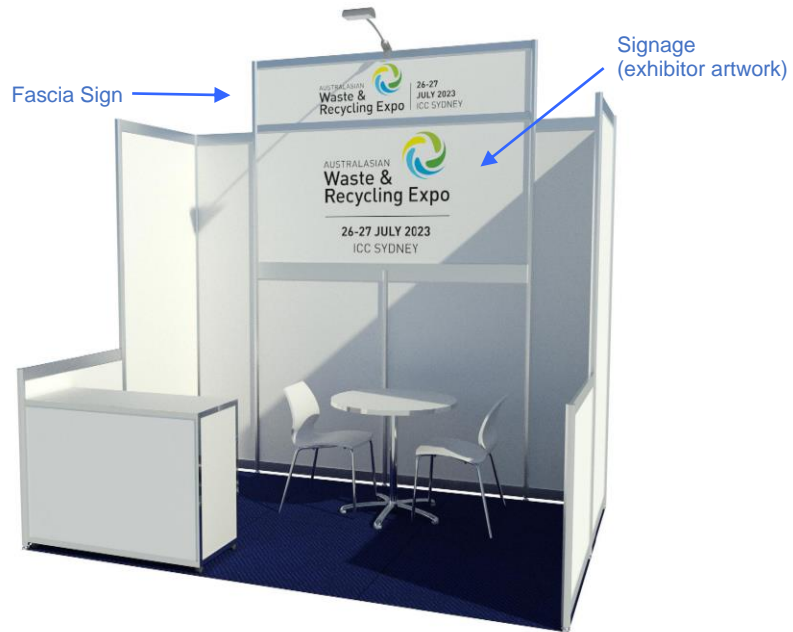 Signage
(exhibitor artwork)
Fascia Sign
AUSTRALASIAN
Waste &
Recycling Expo
26-27
JULY 2023
ICC SYDNEY
AUSTRALASIAN
Waste &
Recycling Expo
26-27 JULY 2023
ICC SYDNEY